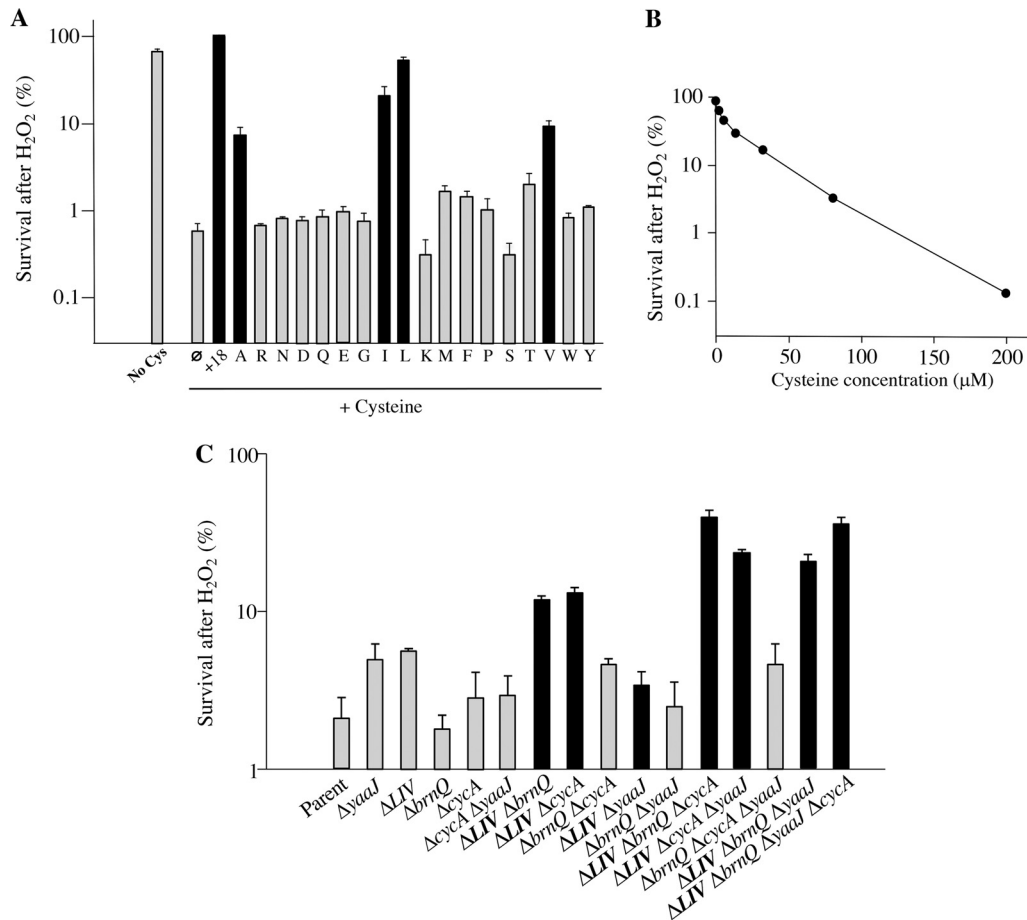 A
Survival after H₂O₂ (%)
100
10
1
0.1
No Cys
ø
+18
A
R
N
D
Q
E
G
I
L
K
M
F
P
S
T
V
W
Y
+ Cysteine
B
Survival after H₂O₂ (%)
100
10
1
0.1
0
50
100
150
200
Cysteine concentration (μM)
C
Survival after H₂O₂ (%)
100
10
1
Parent
ΔyaaJ
ΔLIV
ΔbrnQ
ΔcycA
ΔcycA ΔyaaJ
ΔLIV ΔbrnQ
ΔLIV ΔcycA
ΔbrnQ ΔcycA
ΔLIV ΔyaaJ
ΔbrnQ ΔyaaJ
ΔLIV ΔbrnQ ΔcycA
ΔLIV ΔcycA ΔyaaJ
ΔbrnQ ΔcycA ΔyaaJ
ΔLIV ΔbrnQ ΔyaaJ
ΔLIV ΔbrnQ ΔyaaJ ΔcycA